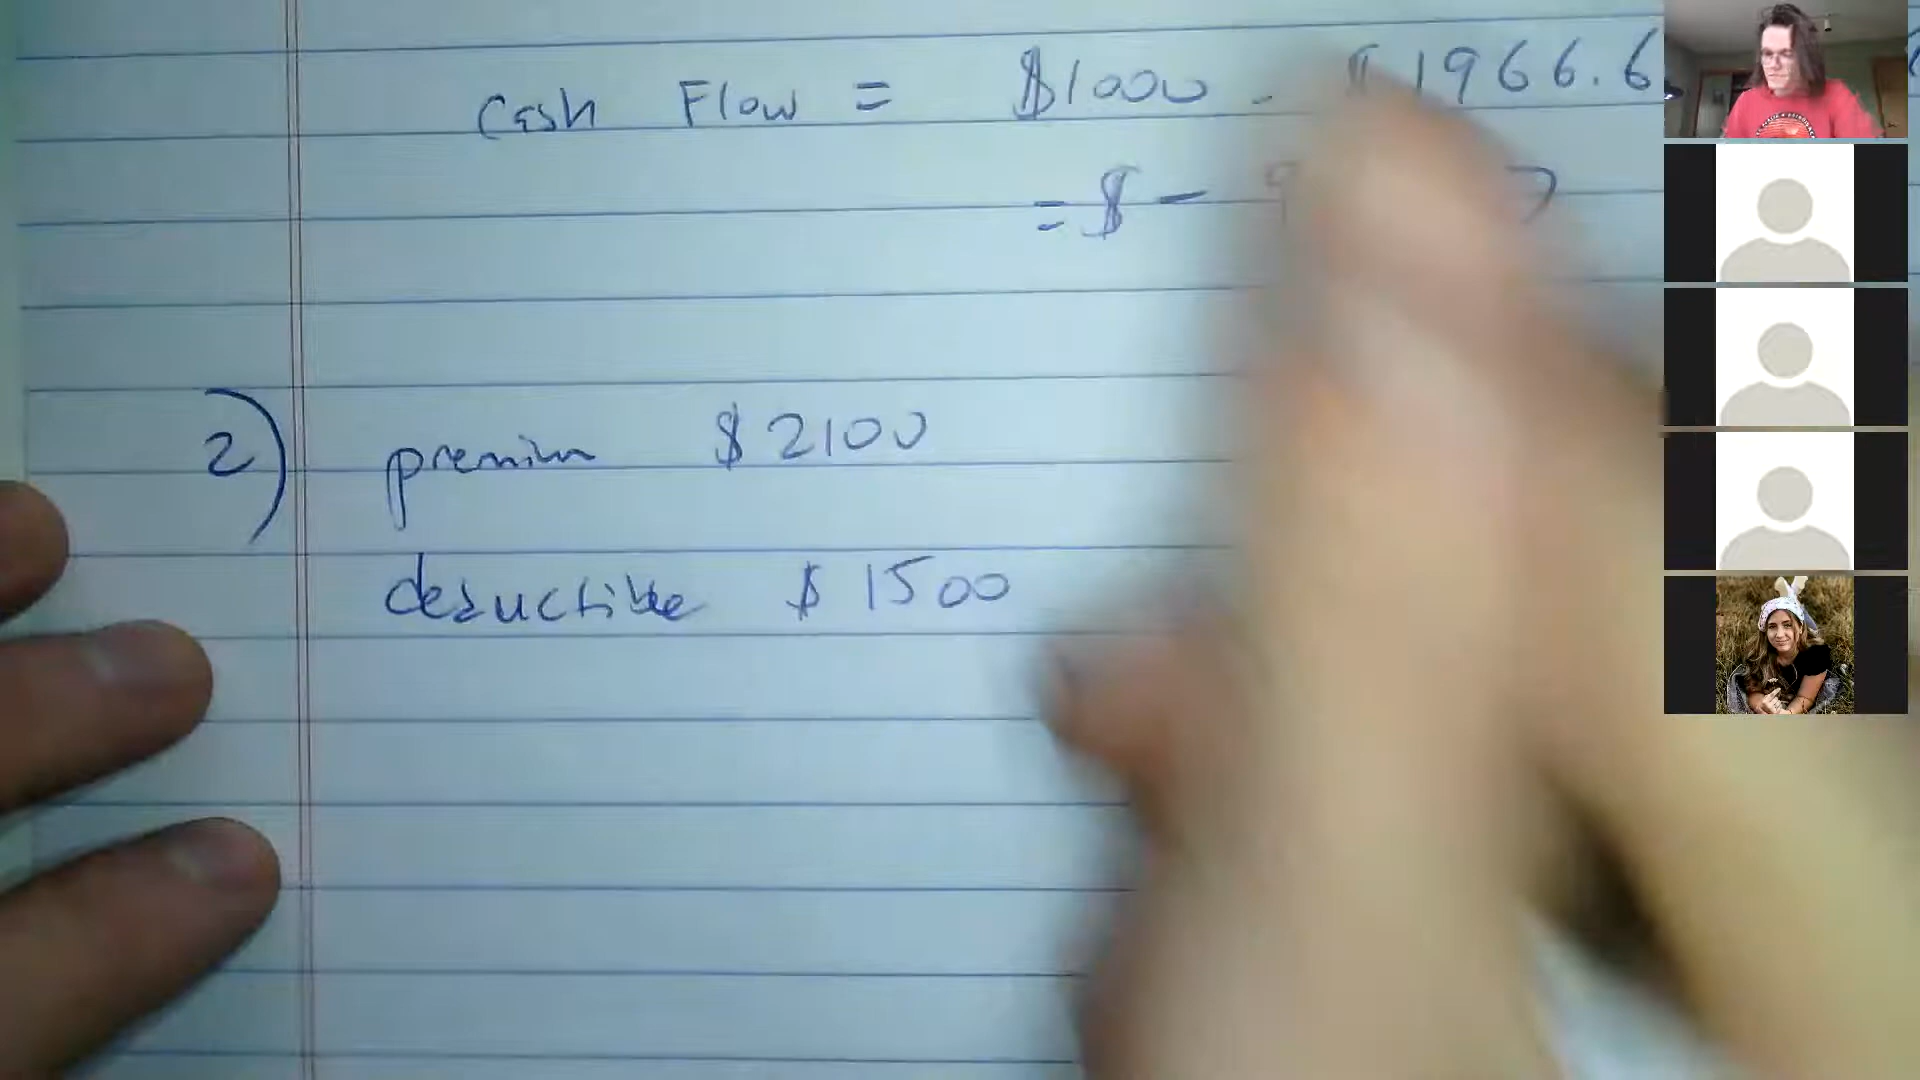 Cash Flow = $1000 - $1966.6
= $ -
2) premium $2100
deductible $1500